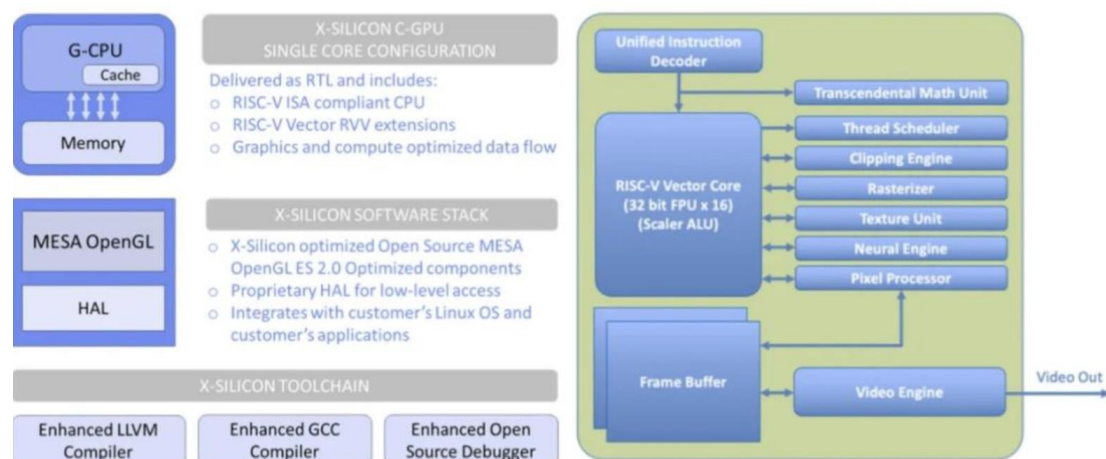 G-CPU
Cache
Memory
X-SILICON C-GPU
SINGLE CORE CONFIGURATION
Delivered as RTL and includes:
o RISC-V ISA compliant CPU
o RISC-V Vector RVV extensions
o Graphics and compute optimized data flow
MESA OpenGL
HAL
X-SILICON SOFTWARE STACK
o X-Silicon optimized Open Source MESA
OpenGL ES 2.0 Optimized components
o Proprietary HAL for low-level access
o Integrates with customer's Linux OS and
customer's applications
X-SILICON TOOLCHAIN
Enhanced LLVM
Compiler
Enhanced GCC
Compiler
Enhanced Open
Source Debugger
Unified Instruction
Decoder
Transcendental Math Unit
RISC-V Vector Core
(32 bit FPU x 16)
(Scaler ALU)
Thread Scheduler
Clipping Engine
Rasterizer
Texture Unit
Neural Engine
Pixel Processor
Frame Buffer
Video Engine
Video Out